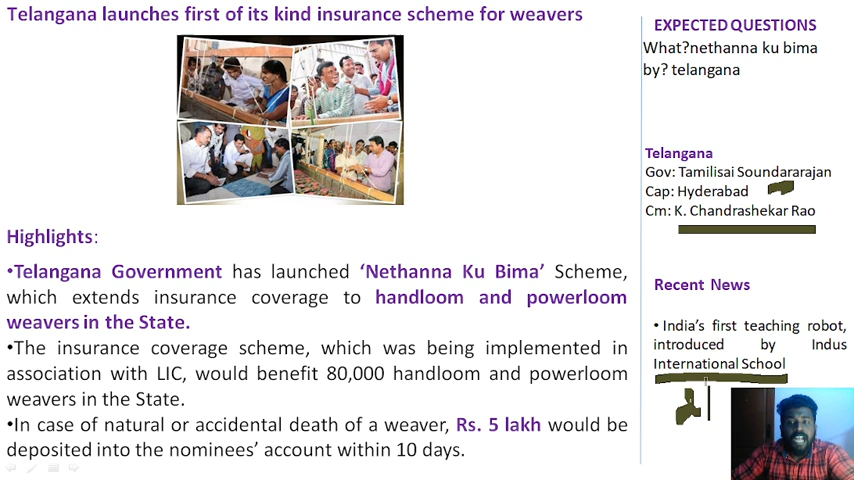 Telangana launches first of its kind insurance scheme for weavers
Highlights:
•Telangana Government has launched ‘Nethanna Ku Bima’ Scheme,
which extends insurance coverage to handloom and powerloom
weavers in the State.
•The insurance coverage scheme, which was being implemented in
association with LIC, would benefit 80,000 handloom and powerloom
weavers in the State.
•In case of natural or accidental death of a weaver, Rs. 5 lakh would be
deposited into the nominees’ account within 10 days.
EXPECTED QUESTIONS
What?nethanna ku bima
by? telangana
Telangana
Gov: Tamilisai Soundararajan
Cap: Hyderabad
Cm: K. Chandrashekar Rao
Recent News
• India’s first teaching robot,
introduced by Indus
International School